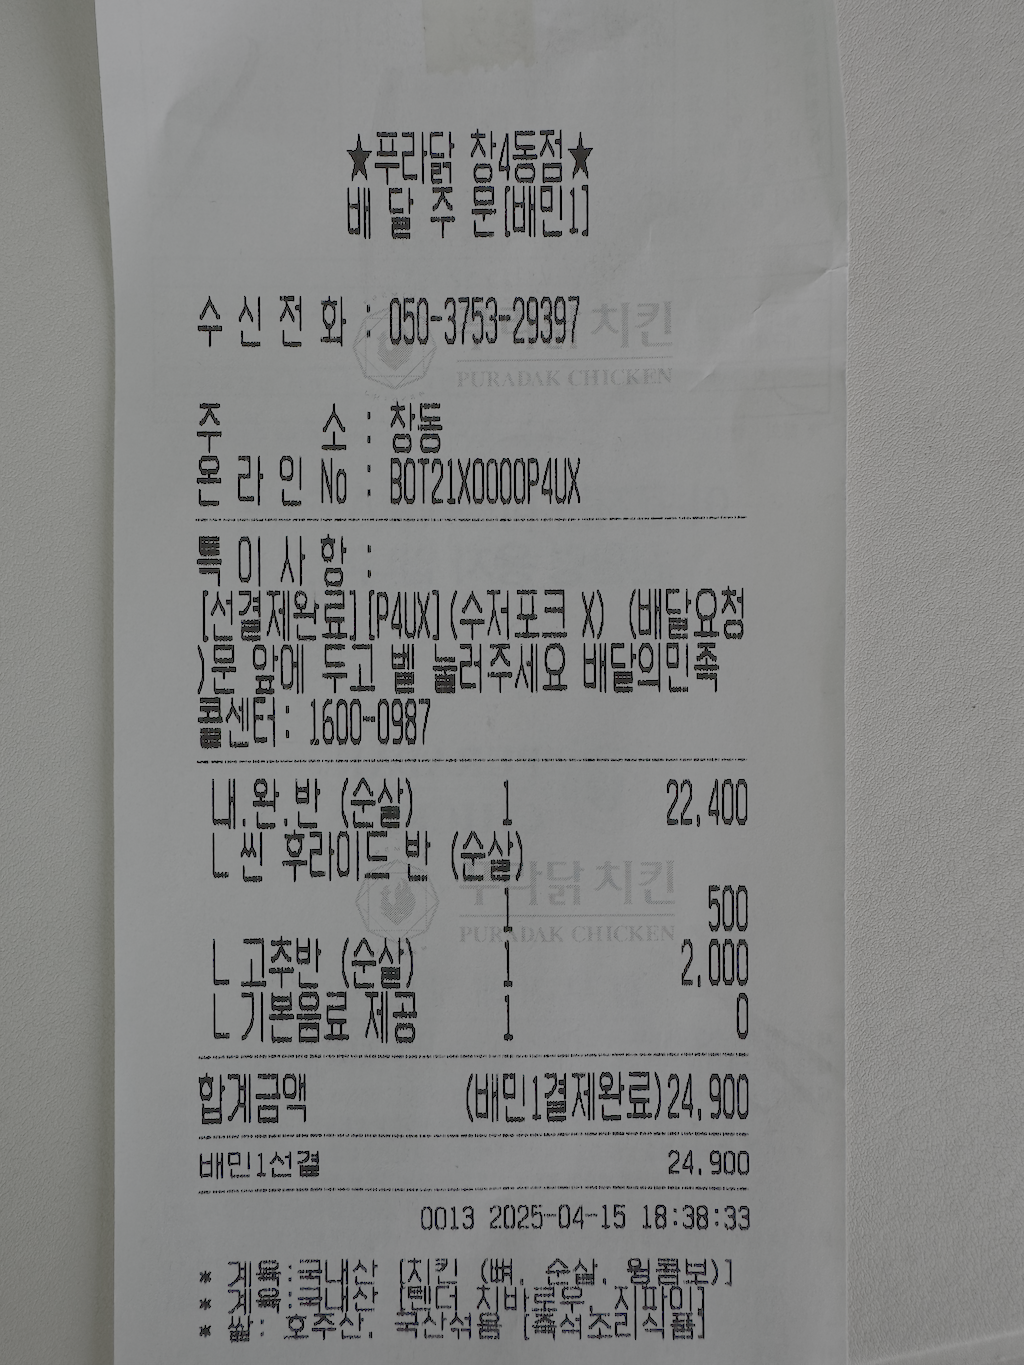 ★푸라닭 창4동점★
배 달 주 문[배민1]
수 신 전 화 : 050-3753-29397
치킨
PURADAK CHICKEN
주 소 : 창동
온 라 인 No : B0T21X0000P4UX
특 이 사 항 :
[선결제완료][P4UX](수저포크 X) (배달요청
)문 앞에 두고 벨 눌러주세요 배달의민족
콜센터: 1600-0987
내.완.반 (순살) 1 22,400
L 씬 후라이드 반 (순살)
1 500
푸라닭 치킨
PURADAK CHICKEN
L 고추반 (순살) 1 2,000
L 기본음료 제공 1 0
합계금액 (배민1결제완료)24,900
배민1선결 24,900
0013 2025-04-15 18:38:33
* 계육:국내산 [치킨 (뼈, 순살, 윙콤보)]
* 계육:국내산 [텐더 치바로우, 지파이]
* 쌀: 호주산, 국산섞음 [즉석조리식품]